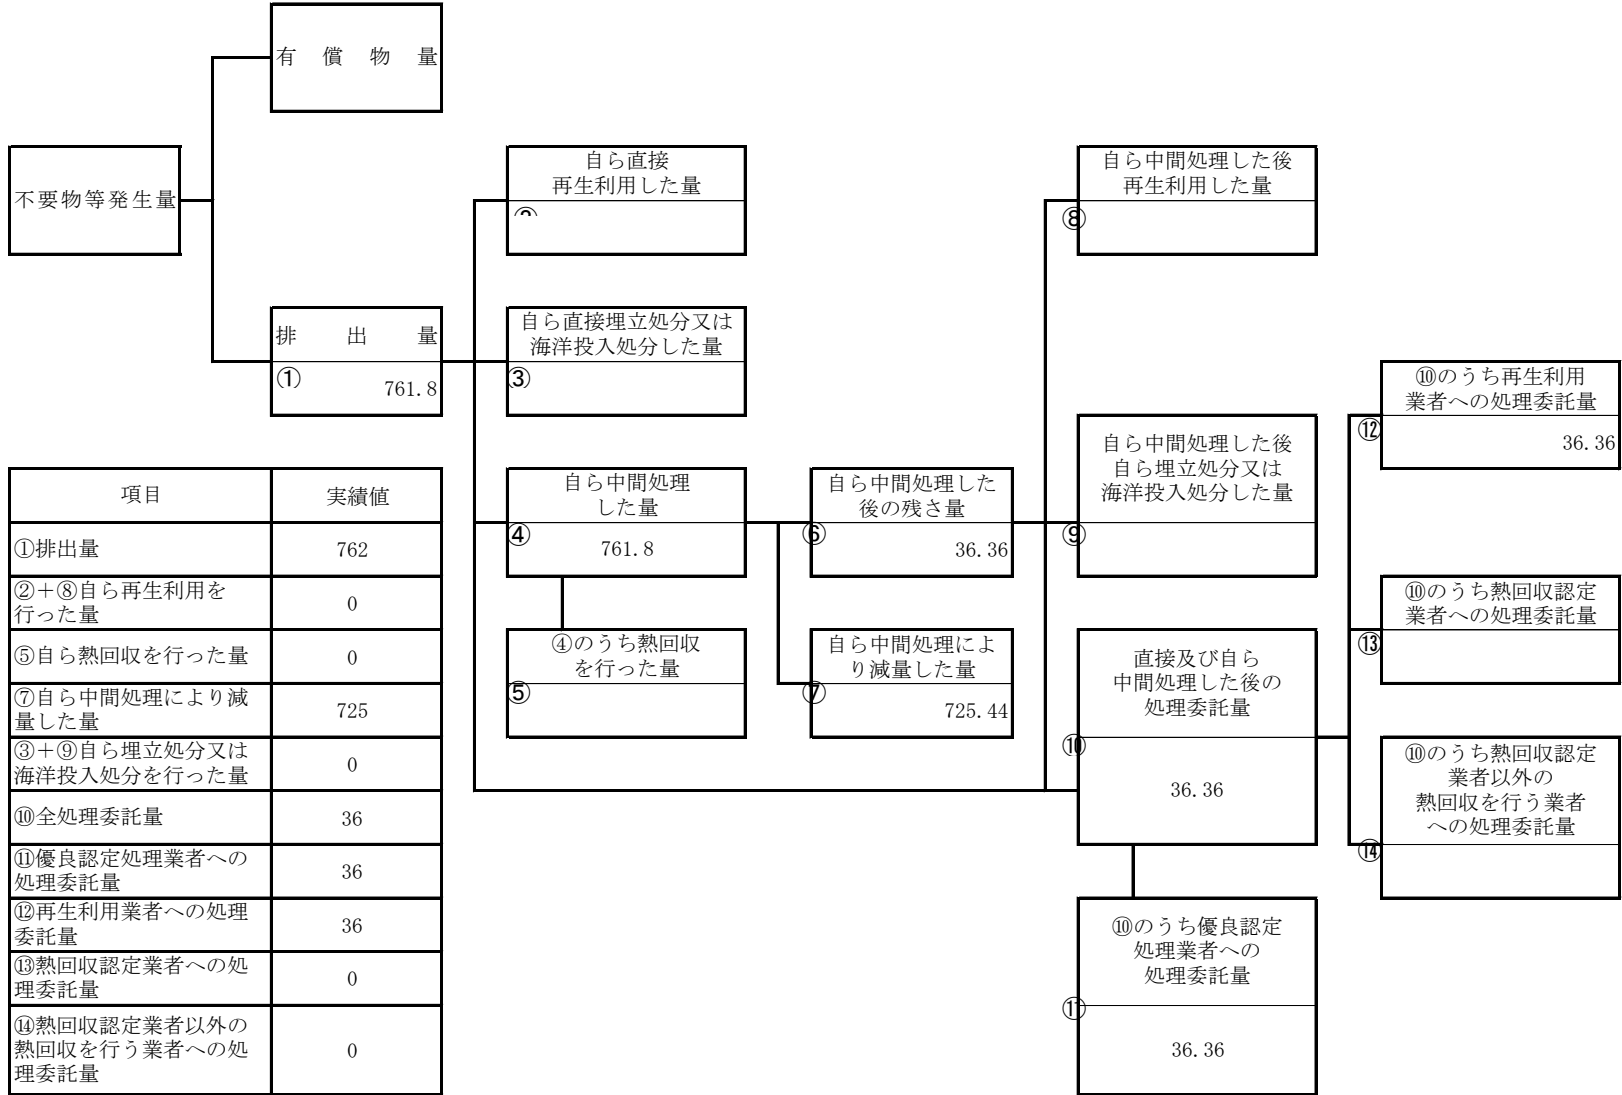 有償物量
不要物等発生量
排出量
①
761.8
自ら直接
再生利用した量
自ら直接埋立処分又は
海洋投入処分した量
③
自ら中間処理
した量
④
761.8
④のうち熱回収
を行った量
⑤
自ら中間処理した
後の残さ量
⑥
36.36
自ら中間処理によ
り減量した量
⑦
725.44
自ら中間処理した後
再生利用した量
⑧
自ら中間処理した後
自ら埋立処分又は
海洋投入処分した量
⑨
直接及び自ら
中間処理した後の
処理委託量
⑩
36.36
⑩のうち優良認定
処理業者への
処理委託量
⑪
36.36
⑩のうち再生利用
業者への処理委託量
⑫
36.36
⑩のうち熱回収認定
業者への処理委託量
⑬
⑩のうち熱回収認定
業者以外の
熱回収を行う業者
への処理委託量
⑭
項目 実績値
①排出量 762
②+⑧自ら再生利用を
行った量
0
⑤自ら熱回収を行った量 0
⑦自ら中間処理により減
量した量
725
③+⑨自ら埋立処分又は
海洋投入処分を行った量
0
⑩全処理委託量 36
⑪優良認定処理業者への
処理委託量
36
⑫再生利用業者への処理
委託量
36
⑬熱回収認定業者への処
理委託量
0
⑭熱回収認定業者以外の
熱回収を行う業者への処
理委託量
0